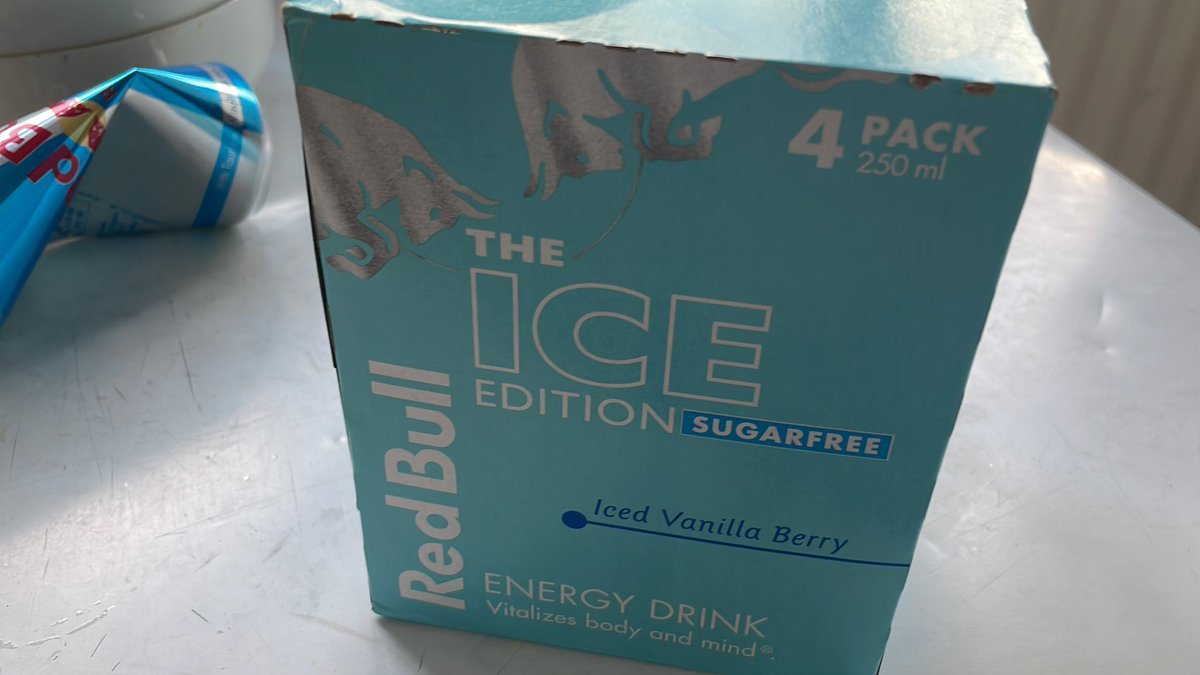 4 PACK
250 ml
THE
ICE
EDITION SUGARFREE
Red Bull
Iced Vanilla Berry
ENERGY DRINK
Vitalizes body and mind®.